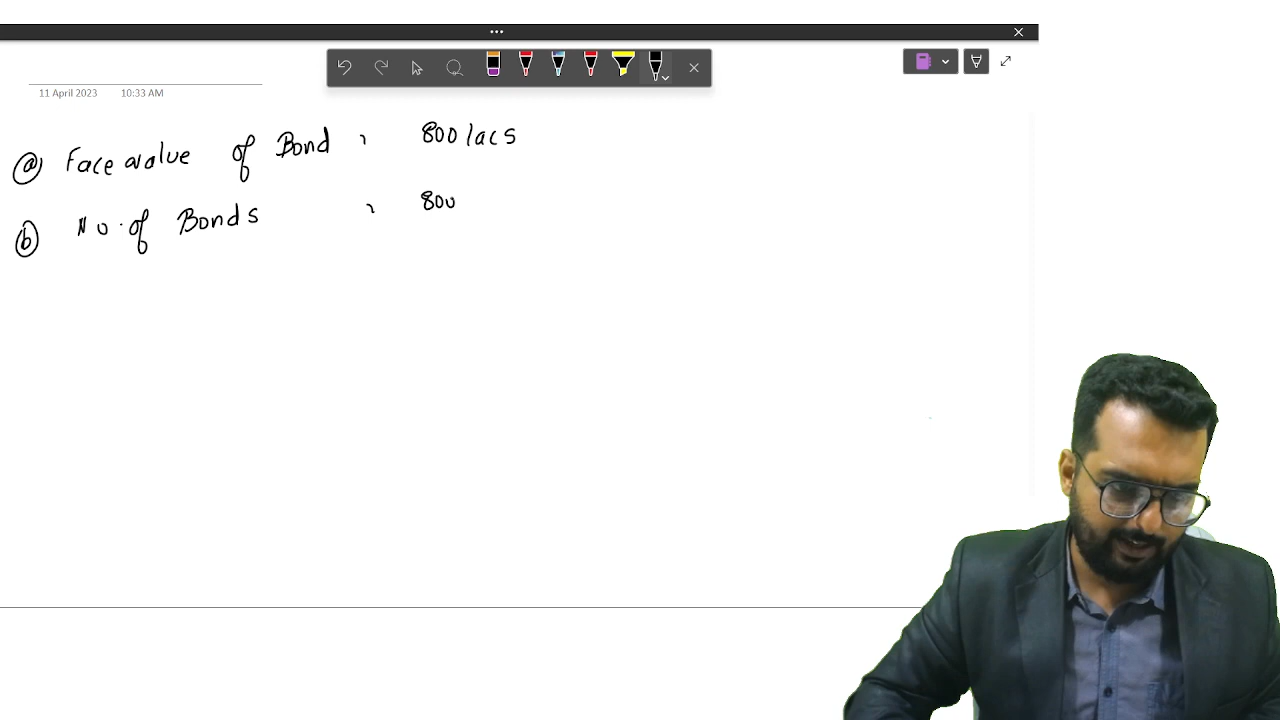 11 April 2023 10:33 AM
(a) Face value of Bond : 800 lacs
(b) No. of Bonds : 800